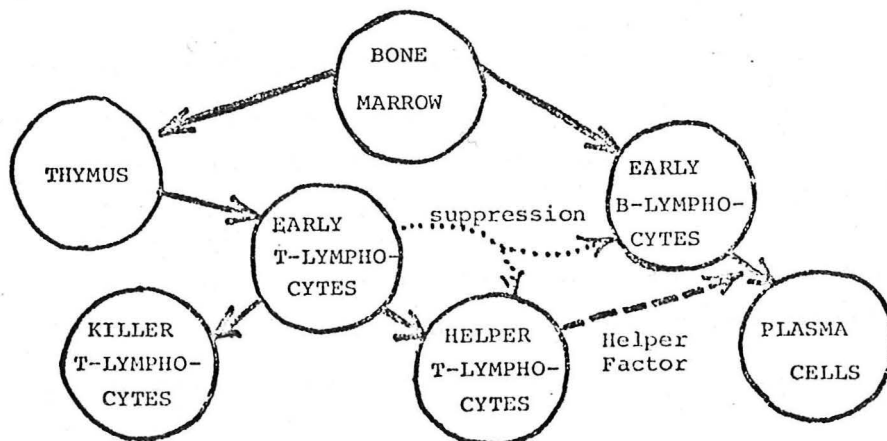 BONE
MARROW
THYMUS
EARLY
B-LYMPHO-
CYTES
EARLY
T-LYMPHO-
CYTES
suppression
KILLER
T-LYMPHO-
CYTES
HELPER
T-LYMPHO-
CYTES
Helper
Factor
PLASMA
CELLS